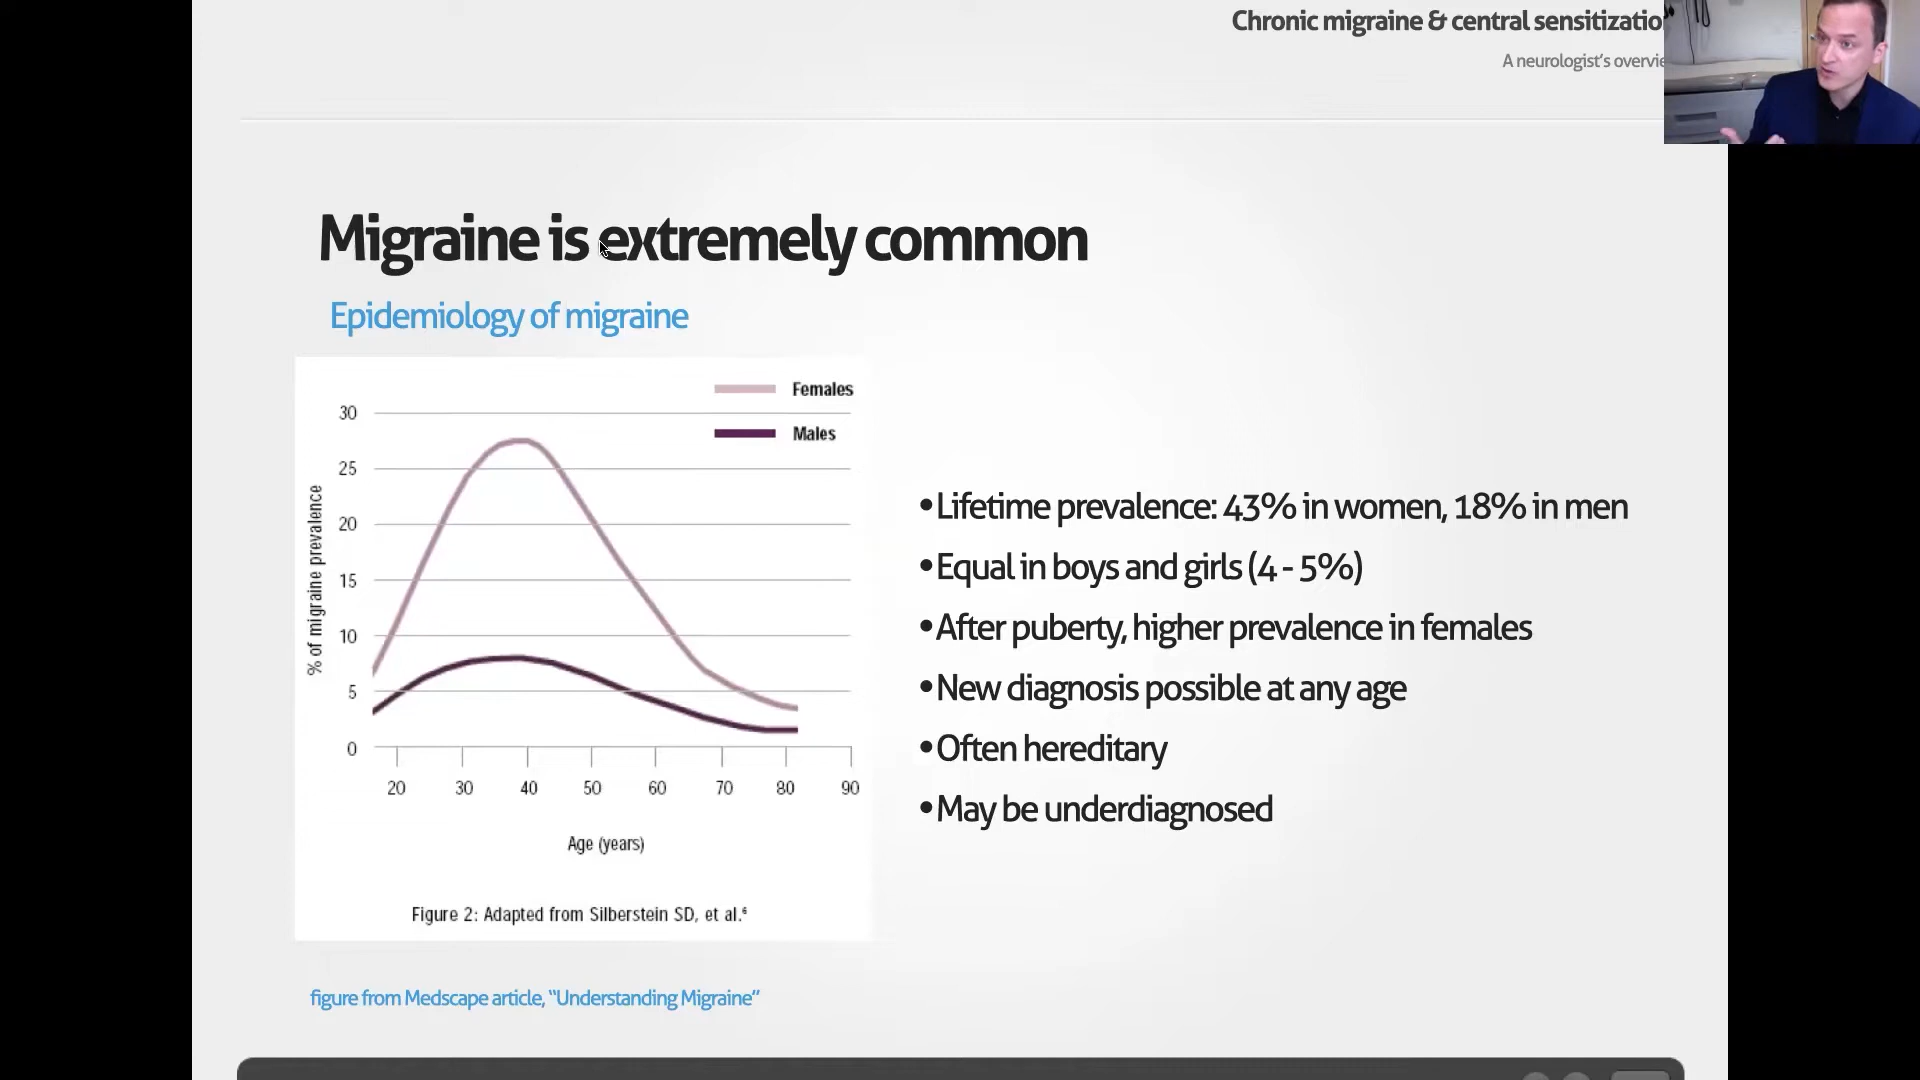 Chronic migraine & central sensitizatio
A neurologist's overvie
Migraine is extremely common
Epidemiology of migraine
Females
Males
30
25
20
15
10
5
0
% of migraine prevalence
20 30 40 50 60 70 80 90
Age (years)
Figure 2: Adapted from Silberstein SD, et al.⁶
figure from Medscape article, “Understanding Migraine”
•Lifetime prevalence: 43% in women, 18% in men
•Equal in boys and girls (4 - 5%)
•After puberty, higher prevalence in females
•New diagnosis possible at any age
•Often hereditary
•May be underdiagnosed